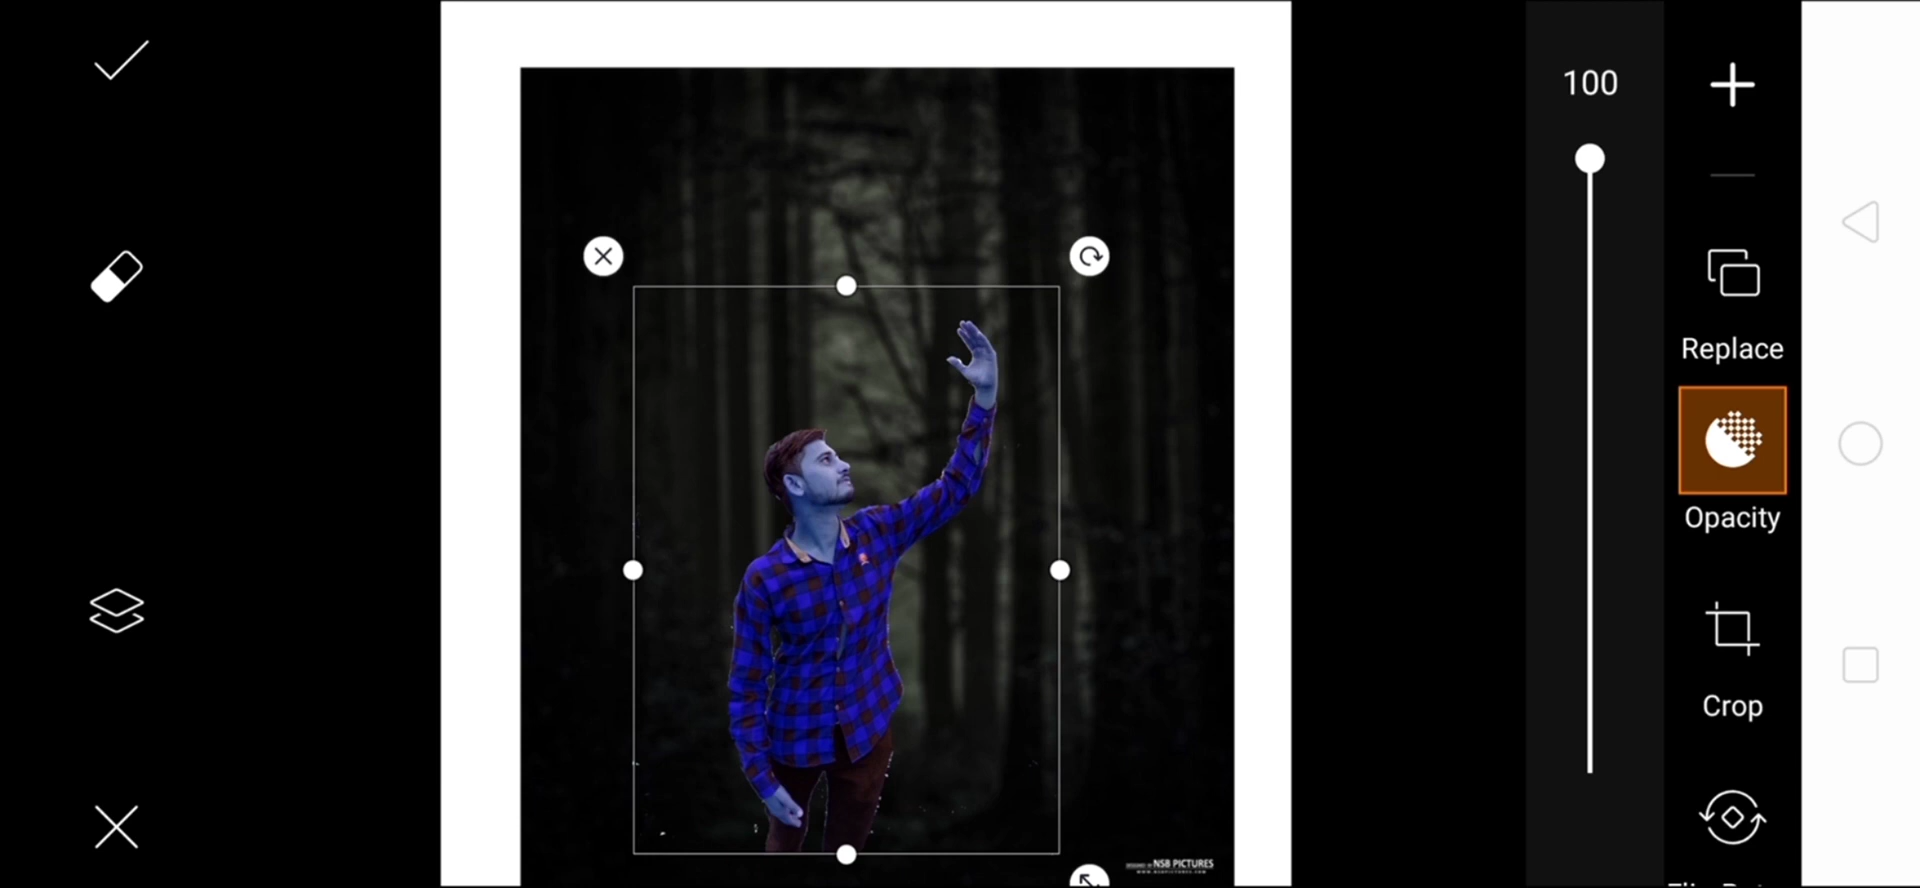 100
Replace
Opacity
Crop
NSB PICTURES